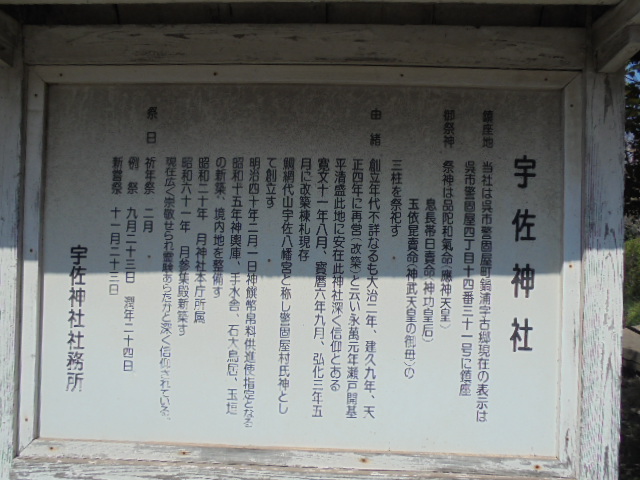 宇佐神社
鎮座地 当社は呉市警固屋町鍋浦字古郷現在の表示は
呉市警固屋四丁目十四番三十一号に鎮座
御祭神 祭神は品陀和氣命(應神天皇)
息長帯日賣命(神功皇后)
玉依毘賣命(神武天皇の御母)の
三柱を祭祀す
由緒 創立年代不詳なるも大治二年、建久九年、天
正四年に再営(改築)と云い永萬元年瀬戸開基
平清盛此地に安在此神社深く信仰とある
寛文十一年八月、寳暦六年九月、弘化三年五
月に改築棟札現存
鯛網代山宇佐八幡宮と称し警固屋村氏神とし
て創立す
明治四十年二月一日神饌幣帛料供進使指定となる
昭和十五年神輿庫、手水舎、石大鳥居、玉垣
の新築、境内地を整備す
昭和二十年 月神社本庁所属
昭和六十一年 月参集殿新築す
現在広く崇敬せられ霊験あらたかと深く信仰されている。
祭日 祈年祭 二月
例祭 九月二十三日 潤年二十四日
新嘗祭 十一月二十三日
宇佐神社社務所